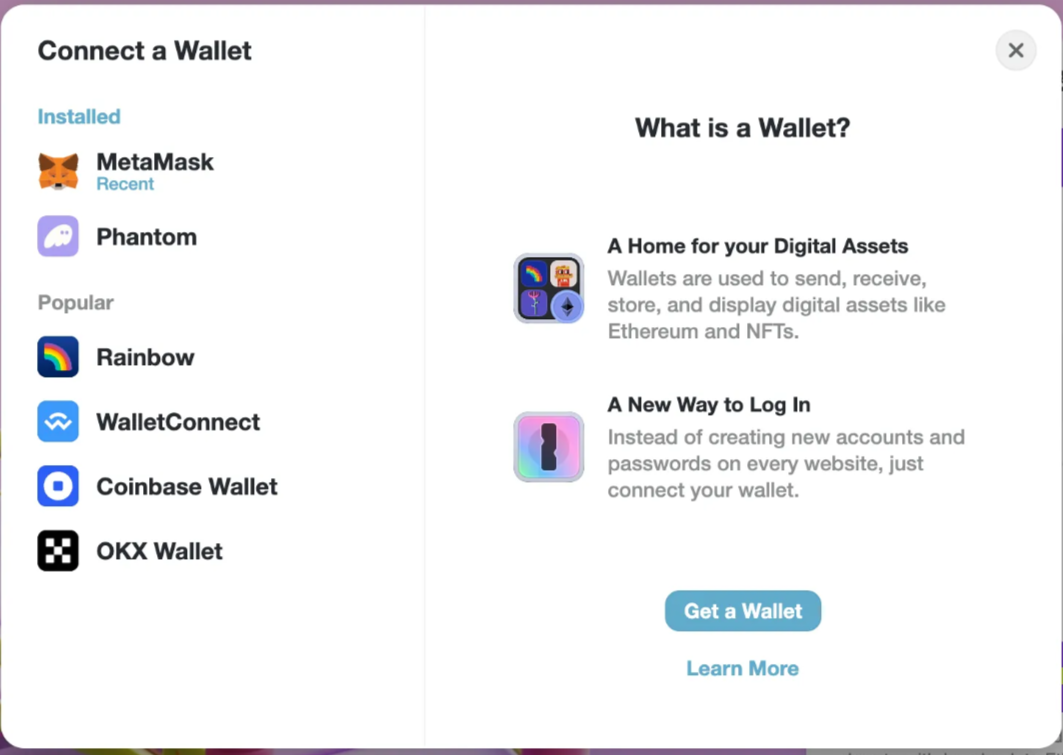 Connect a Wallet
Installed
MetaMask
Recent
Phantom
Popular
Rainbow
WalletConnect
Coinbase Wallet
OKX Wallet
What is a Wallet?
A Home for your Digital Assets
Wallets are used to send, receive,
store, and display digital assets like
Ethereum and NFTs.
A New Way to Log In
Instead of creating new accounts and
passwords on every website, just
connect your wallet.
Get a Wallet
Learn More